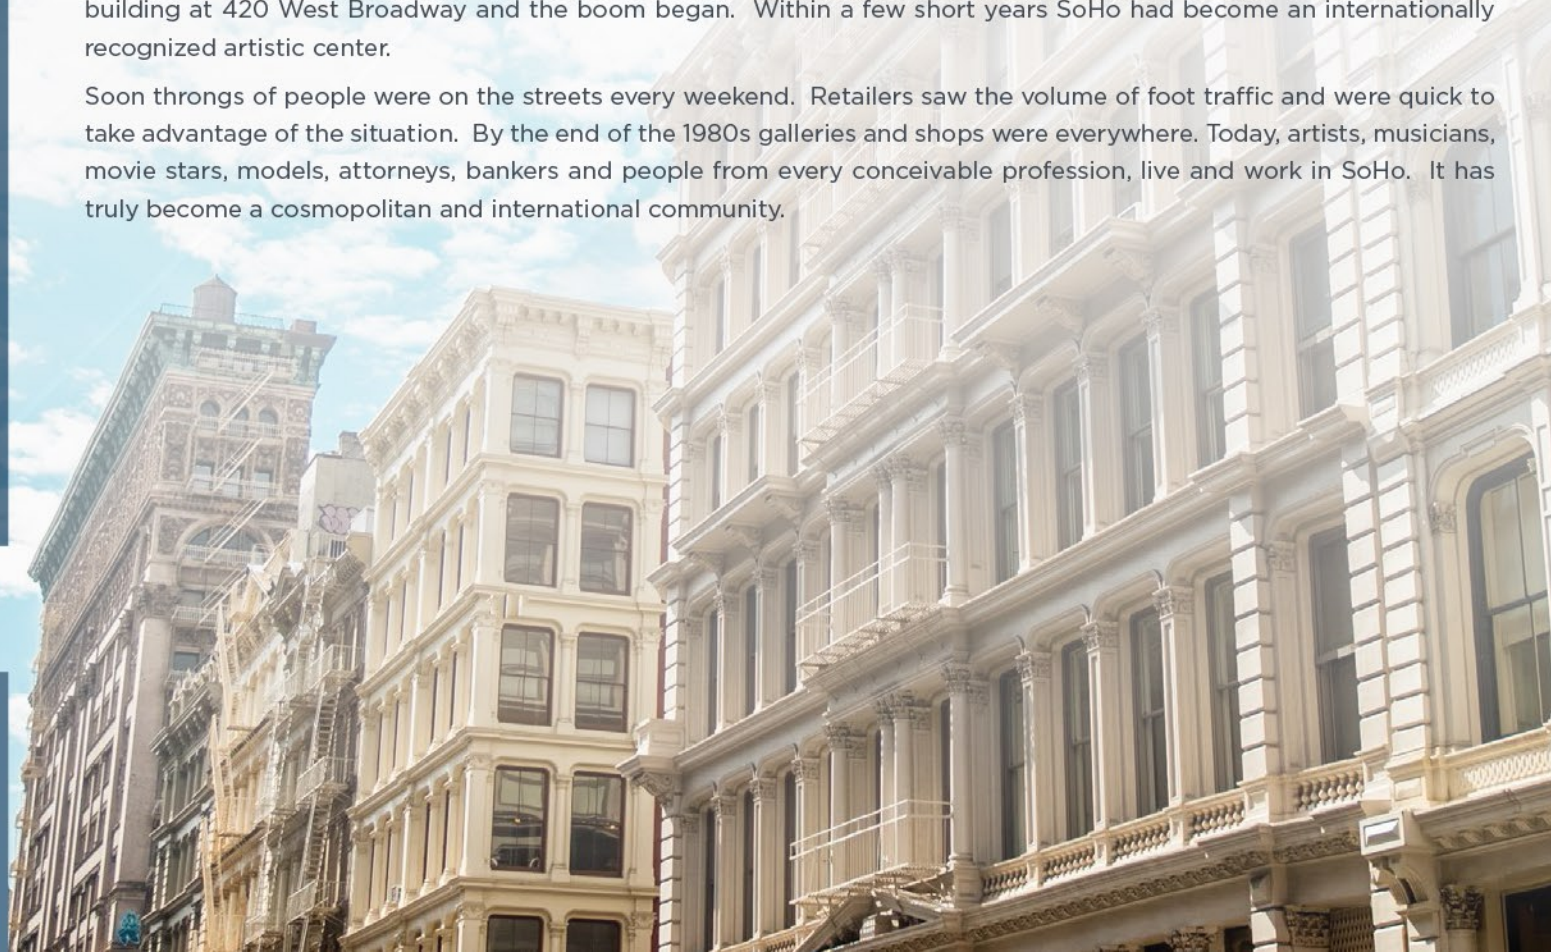 building at 420 West Broadway and the boom began.  Within a few short years SoHo had become an internationally
recognized artistic center.
Soon throngs of people were on the streets every weekend.  Retailers saw the volume of foot traffic and were quick to
take advantage of the situation.  By the end of the 1980s galleries and shops were everywhere. Today, artists, musicians,
movie stars, models, attorneys, bankers and people from every conceivable profession, live and work in SoHo.  It has
truly become a cosmopolitan and international community.